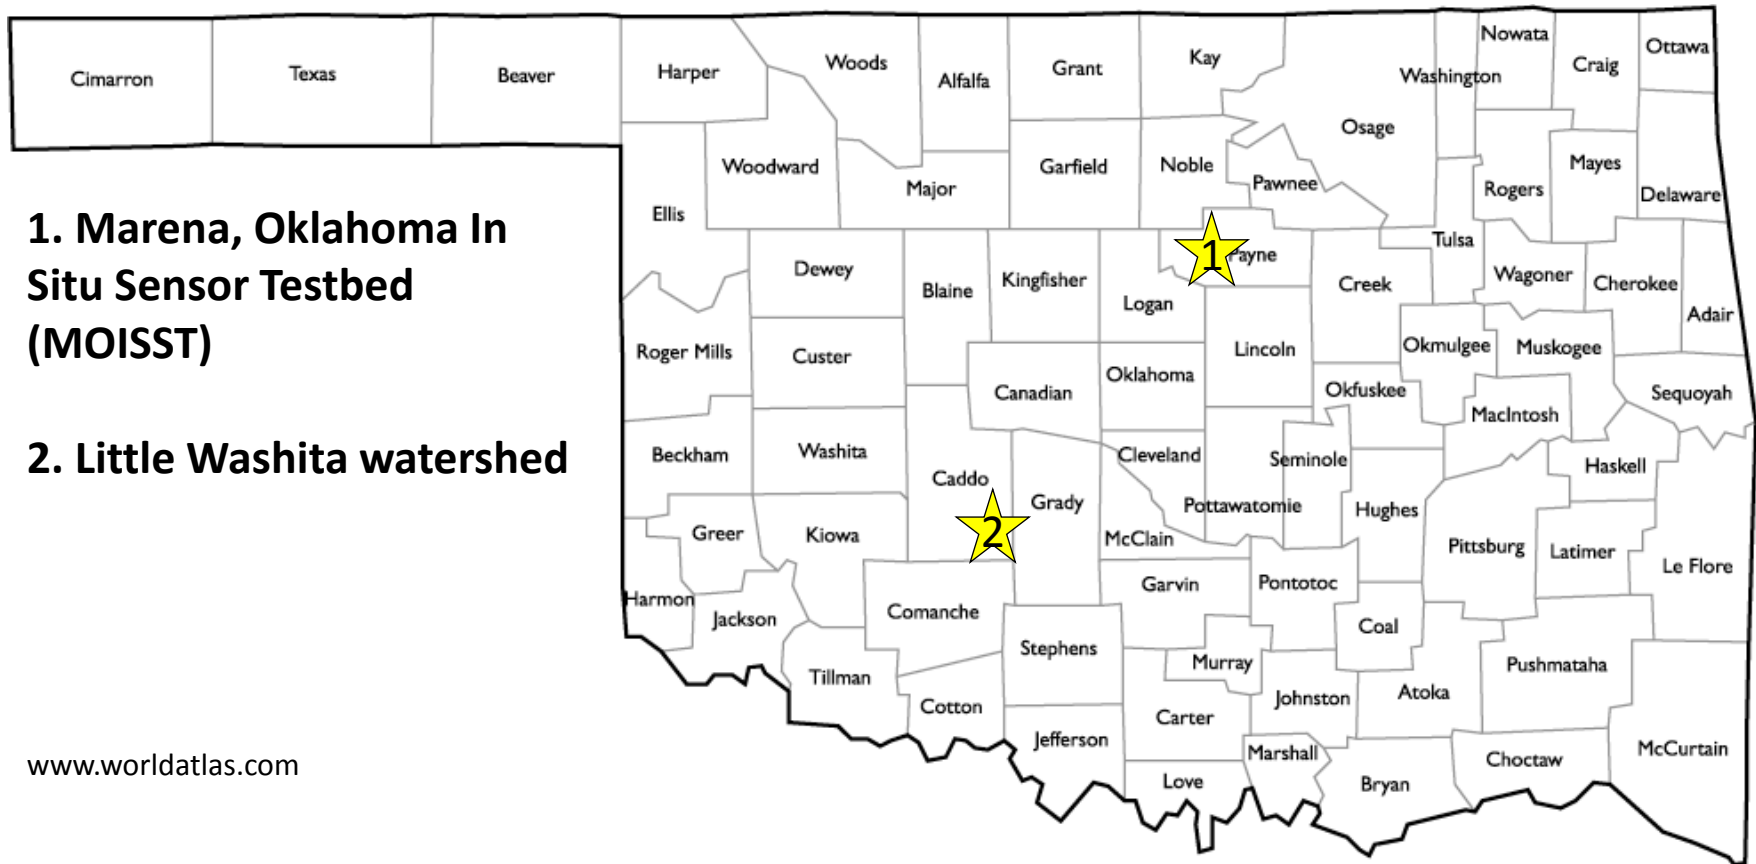 Cimarron
Texas
Beaver
Harper
Woods
Alfalfa
Grant
Kay
Washington
Nowata
Craig
Ottawa
Osage
Woodward
Major
Garfield
Noble
Pawnee
Rogers
Mayes
Delaware
Ellis
1. Marena, Oklahoma In
Situ Sensor Testbed
(MOISST)
2. Little Washita watershed
Dewey
Blaine
Kingfisher
Logan
1
Payne
Creek
Tulsa
Wagoner
Cherokee
Adair
Roger Mills
Custer
Canadian
Oklahoma
Lincoln
Okmulgee
Muskogee
Okfuskee
MacIntosh
Sequoyah
Beckham
Washita
Caddo
Grady
Cleveland
Pottawatomie
Seminole
Hughes
Haskell
2
Greer
Kiowa
McClain
Pittsburg
Latimer
Le Flore
Harmon
Jackson
Comanche
Garvin
Pontotoc
Coal
Tillman
Stephens
Murray
Johnston
Atoka
Pushmataha
Cotton
Jefferson
Carter
Love
Marshall
Bryan
Choctaw
McCurtain
www.worldatlas.com